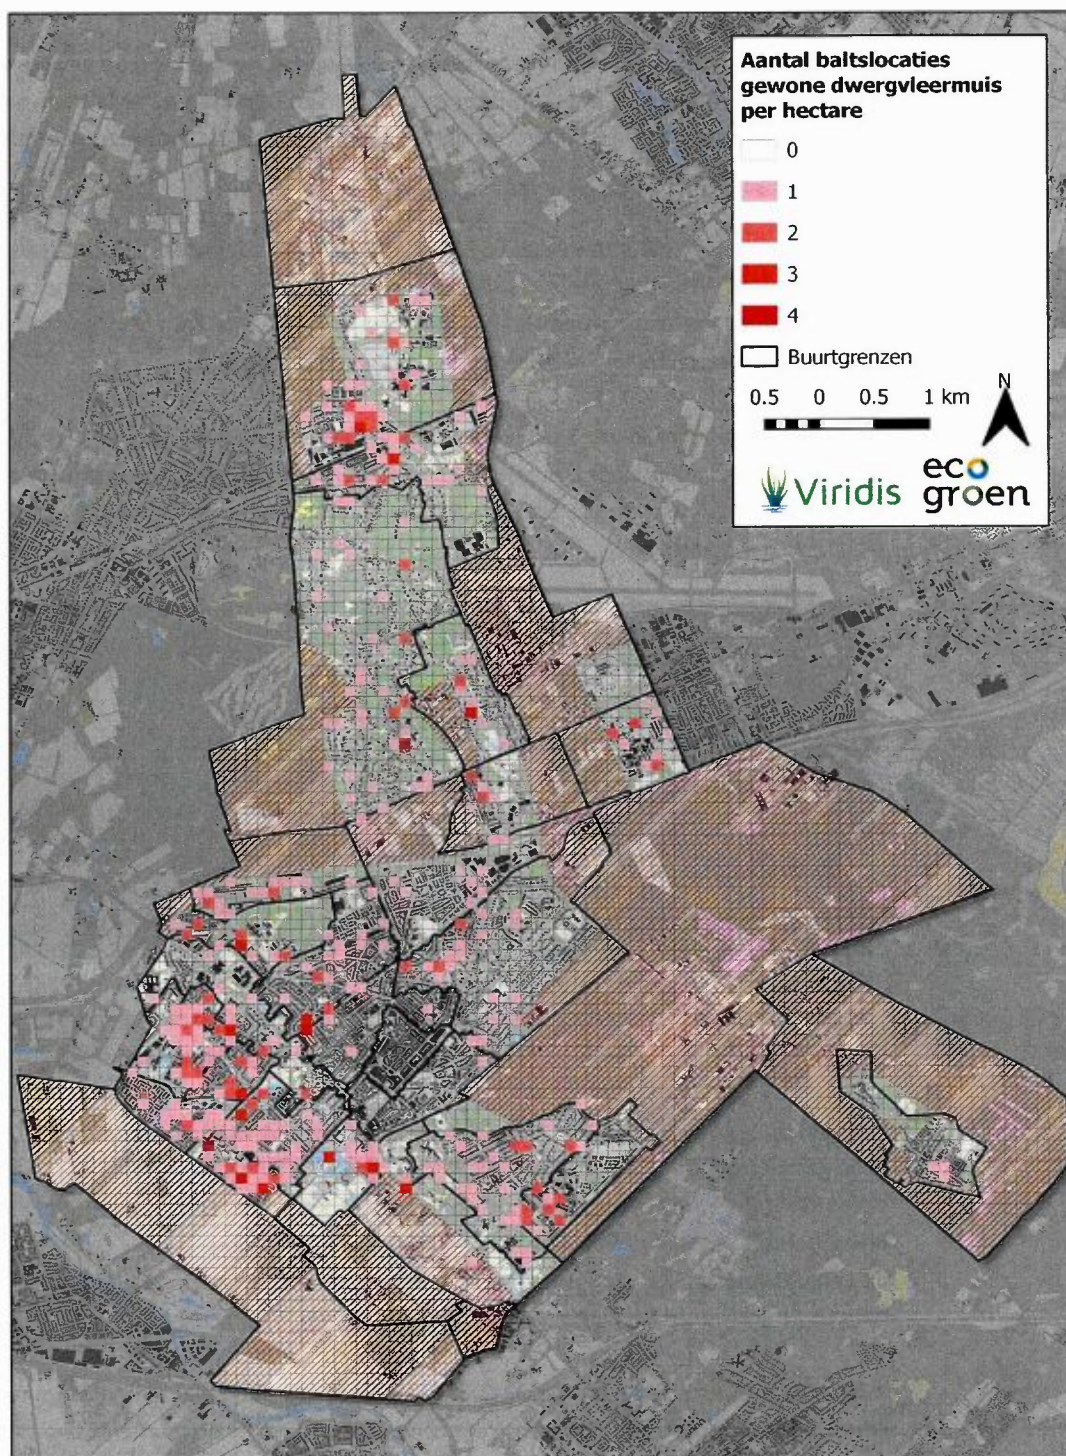 Aantal baltslocaties
gewone dwergvleermuis
per hectare
0
1
2
3
4
Buurtgrenzen
0.5 0 0.5 1 km
N
Viridis
eco
groen